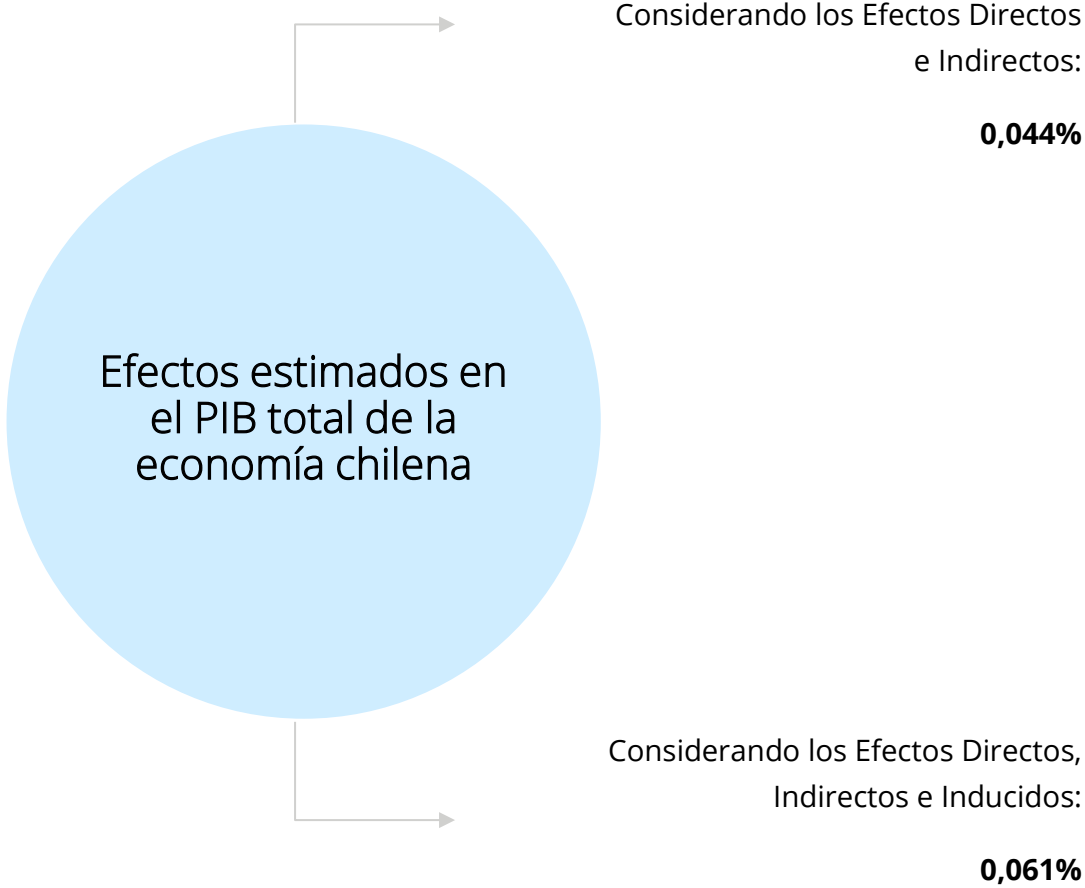 Considerando los Efectos Directos
e Indirectos:
0,044%
Efectos estimados en
el PIB total de la
economía chilena
Considerando los Efectos Directos,
Indirectos e Inducidos:
0,061%